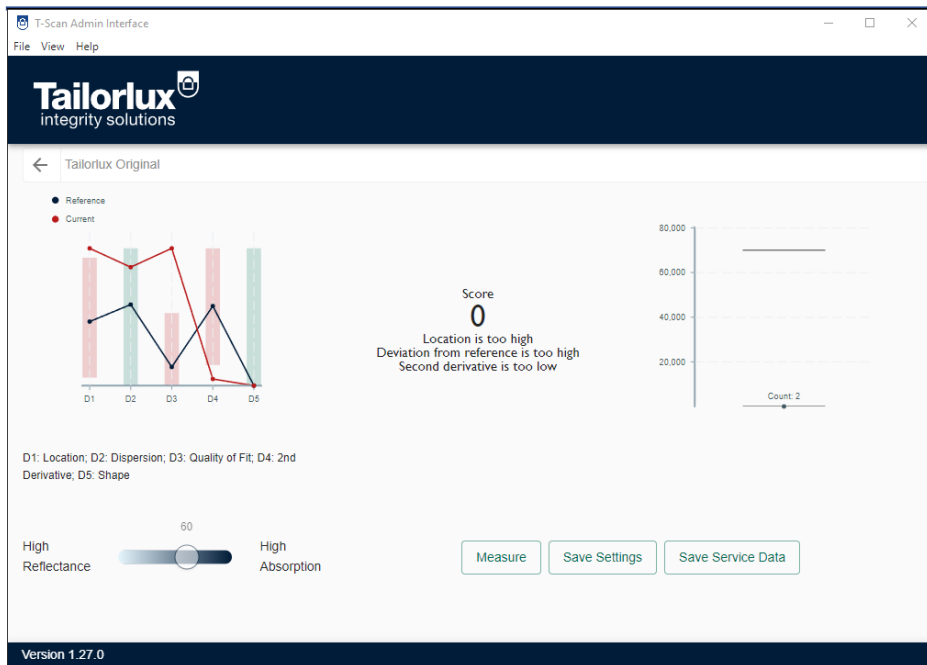 T-Scan Admin Interface
File View Help
Tailorlux
integrity solutions
Tailorlux Original
Reference
Current
D1 D2 D3 D4 D5
Score
0
Location is too high
Deviation from reference is too high
Second derivative is too low
80,000
60,000
40,000
20,000
Count: 2
D1: Location; D2: Dispersion; D3: Quality of Fit; D4: 2nd
Derivative; D5: Shape
60
High
Reflectance
High
Absorption
Measure
Save Settings
Save Service Data
Version 1.27.0